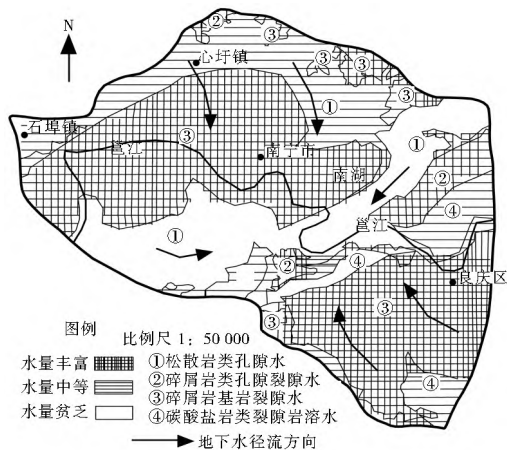 N
②
③
③
③
心圩镇
③
①
石埠镇
③
邕江
南宁市
南湖
①
②
④
邕江
①
②
④
良庆区
③
③
④
图例
比例尺 1: 50 000
水量丰富
①松散岩类孔隙水
水量中等
②碎屑岩类孔隙裂隙水
水量贫乏
③碎屑岩基岩裂隙水
④碳酸盐岩类裂隙岩溶水
地下水径流方向